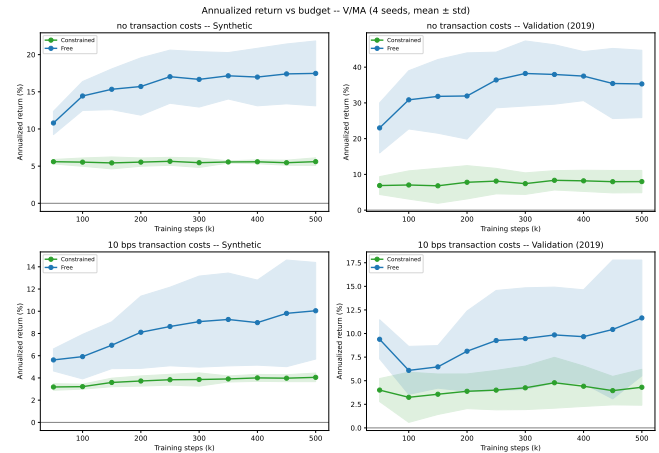 Annualized return vs budget -- V/MA (4 seeds, mean ± std)
no transaction costs -- Synthetic
Annualized return (%)
20
15
10
5
0
Constrained
Free
100
200
300
400
500
Training steps (k)
no transaction costs -- Validation (2019)
Annualized return (%)
40
30
20
10
0
Constrained
Free
100
200
300
400
500
Training steps (k)
10 bps transaction costs -- Synthetic
Annualized return (%)
14
12
10
8
6
4
2
0
Constrained
Free
100
200
300
400
500
Training steps (k)
10 bps transaction costs -- Validation (2019)
Annualized return (%)
17.5
15.0
12.5
10.0
7.5
5.0
2.5
0.0
Constrained
Free
100
200
300
400
500
Training steps (k)